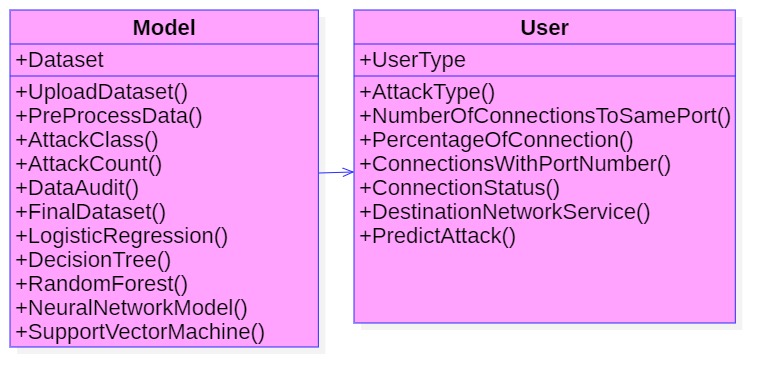 Model
+Dataset
+UploadDataset()
+PreProcessData()
+AttackClass()
+AttackCount()
+DataAudit()
+FinalDataset()
+LogisticRegression()
+DecisionTree()
+RandomForest()
+NeuralNetworkModel()
+SupportVectorMachine()
User
+UserType
+AttackType()
+NumberOfConnectionsToSamePort()
+PercentageOfConnection()
+ConnectionsWithPortNumber()
+ConnectionStatus()
+DestinationNetworkService()
+PredictAttack()